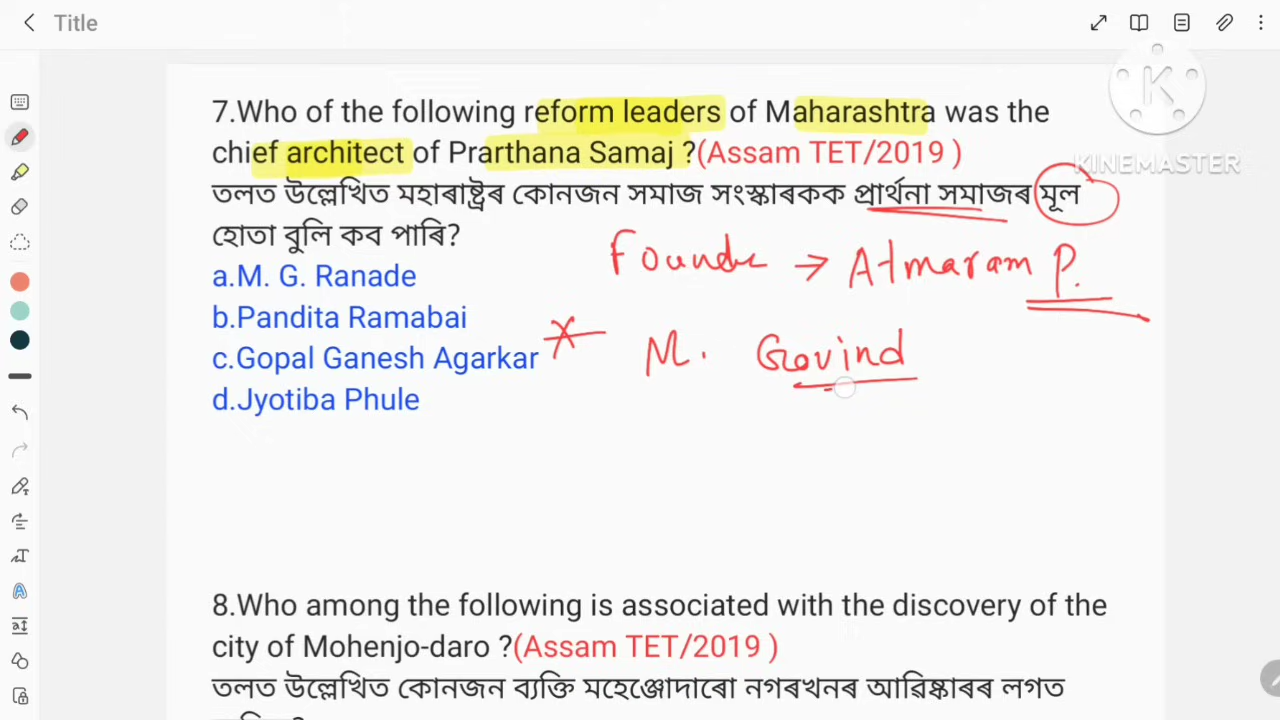 Title
7.Who of the following reform leaders of Maharashtra was the
chief architect of Prarthana Samaj ?(Assam TET/2019 )
KINEMASTER
তলত উল্লেখিত মহাৰাষ্ট্ৰৰ কোনজন সমাজ সংস্কাৰকক প্ৰাৰ্থনা সমাজৰ মূল
হোতা বুলি কব পাৰি?
Founder → Atmaram P.
a.M. G. Ranade
b.Pandita Ramabai
M. Govind
c.Gopal Ganesh Agarkar
d.Jyotiba Phule
8.Who among the following is associated with the discovery of the
city of Mohenjo-daro ?(Assam TET/2019 )
তলত উল্লেখিত কোনজন ব্যক্তি মহেঞ্জোদাৰো নগৰখনৰ আৱিষ্কাৰৰ লগত